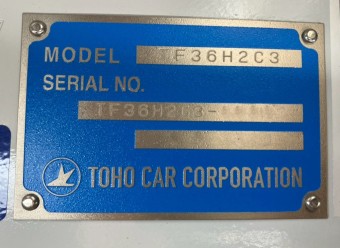 MODEL TF36H2C3
SERIAL NO.
TF36H2C3-
TOHO CAR CORPORATION